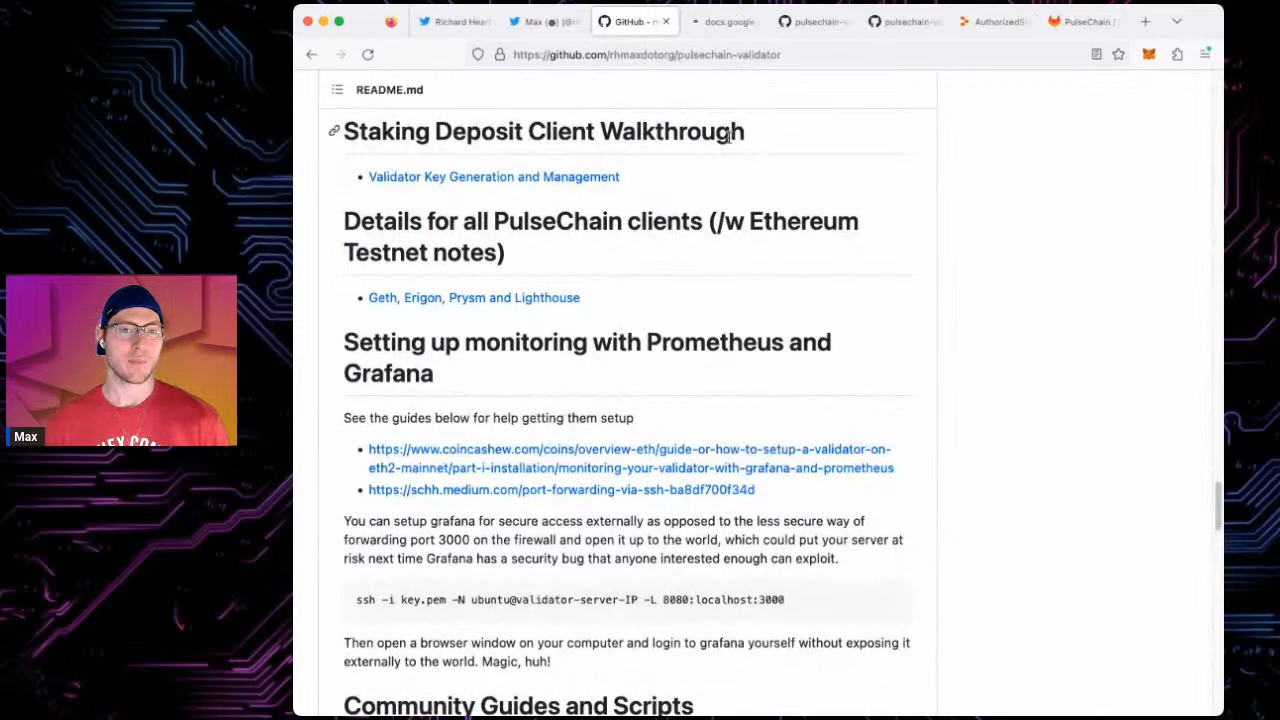 Richard Heart
Max (
GitHub - r
docs.google.
pulsechain-
pulsechain-
AuthorizedS
PulseChain /
https://github.com/rhmaxdotorg/pulsechain-validator
README.md
Staking Deposit Client Walkthrough
• Validator Key Generation and Management
Details for all PulseChain clients (/w Ethereum
Testnet notes)
• Geth, Erigon, Prysm and Lighthouse
Setting up monitoring with Prometheus and
Grafana
See the guides below for help getting them setup
• https://www.coincashew.com/coins/overview-eth/guide-or-how-to-setup-a-validator-on-
eth2-mainnet/part-i-installation/monitoring-your-validator-with-grafana-and-prometheus
• https://schh.medium.com/port-forwarding-via-ssh-ba8df700f34d
You can setup grafana for secure access externally as opposed to the less secure way of
forwarding port 3000 on the firewall and open it up to the world, which could put your server at
risk next time Grafana has a security bug that anyone interested enough can exploit.
ssh -i key.pem -N ubuntu@validator-server-IP -L 8080:localhost:3000
Then open a browser window on your computer and login to grafana yourself without exposing it
externally to the world. Magic, huh!
Community Guides and Scripts
Max